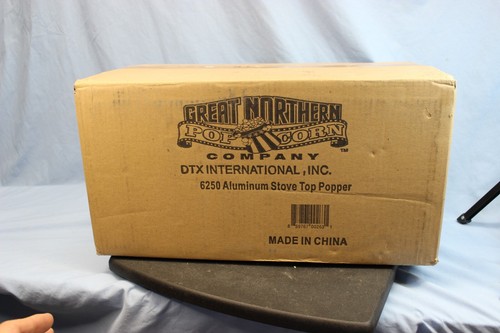 GREAT NORTHERN
POPCORN
COMPANY
DTX INTERNATIONAL, INC.
6250 Aluminum Stove Top Popper
MADE IN CHINA